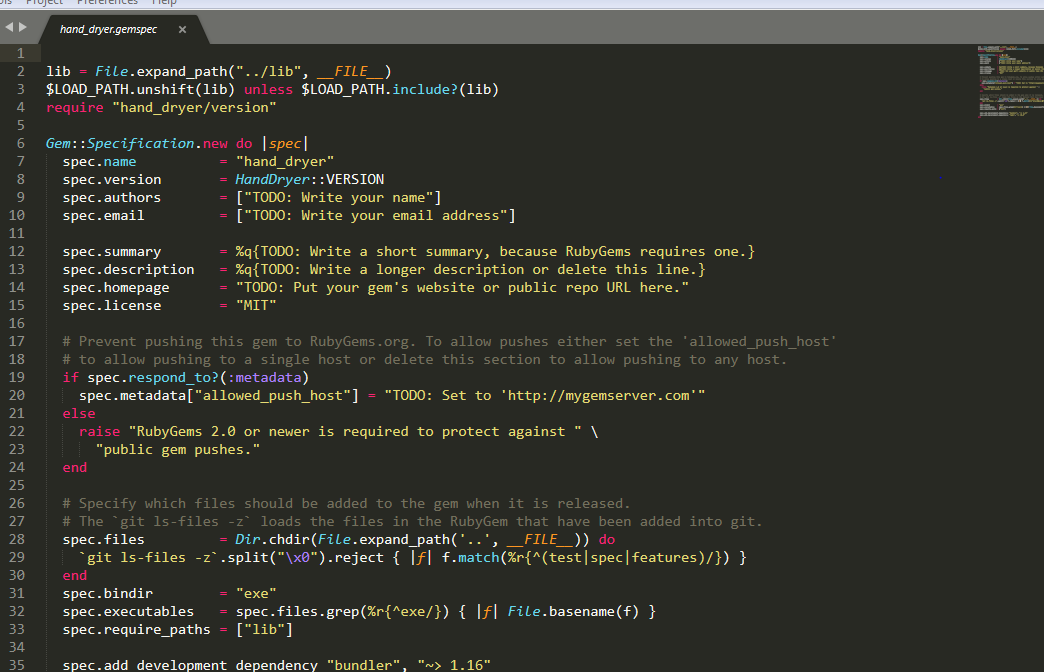 Project Preferences Help
hand_dryer.gemspec ×
1
2 lib = File.expand_path("../lib", __FILE__)
3 $LOAD_PATH.unshift(lib) unless $LOAD_PATH.include?(lib)
4 require "hand_dryer/version"
5
6 Gem::Specification.new do |spec|
7 spec.name = "hand_dryer"
8 spec.version = HandDryer::VERSION
9 spec.authors = ["TODO: Write your name"]
10 spec.email = ["TODO: Write your email address"]
11
12 spec.summary = %q{TODO: Write a short summary, because RubyGems requires one.}
13 spec.description = %q{TODO: Write a longer description or delete this line.}
14 spec.homepage = "TODO: Put your gem's website or public repo URL here."
15 spec.license = "MIT"
16
17 # Prevent pushing this gem to RubyGems.org. To allow pushes either set the 'allowed_push_host'
18 # to allow pushing to a single host or delete this section to allow pushing to any host.
19 if spec.respond_to?(:metadata)
20 spec.metadata["allowed_push_host"] = "TODO: Set to 'http://mygemserver.com'"
21 else
22 raise "RubyGems 2.0 or newer is required to protect against " \
23 "public gem pushes."
24 end
25
26 # Specify which files should be added to the gem when it is released.
27 # The `git ls-files -z` loads the files in the RubyGem that have been added into git.
28 spec.files = Dir.chdir(File.expand_path('..', __FILE__)) do
29 `git ls-files -z`.split("\x0").reject { |f| f.match(%r{^(test|spec|features)/}) }
30 end
31 spec.bindir = "exe"
32 spec.executables = spec.files.grep(%r{^exe/}) { |f| File.basename(f) }
33 spec.require_paths = ["lib"]
34
35 spec.add_development_dependency "bundler", "~> 1.16"